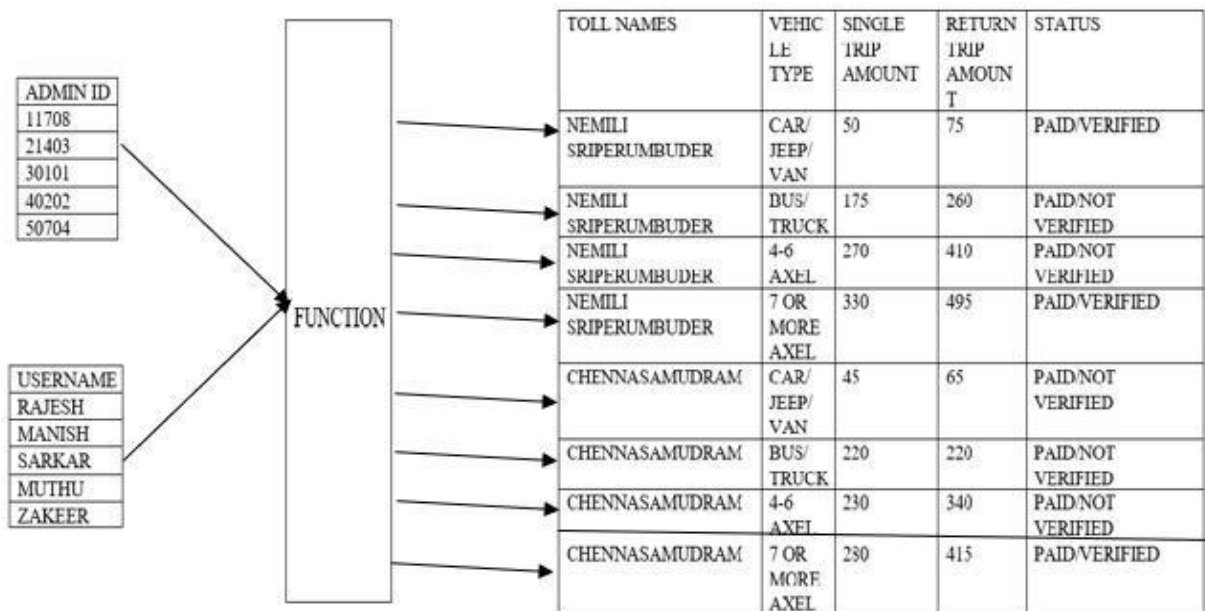 ADMIN ID
11708
21403
30101
40202
50704
USERNAME
RAJESH
MANISH
SARKAR
MUTHU
ZAKEER
FUNCTION
TOLL NAMES VEHIC SINGLE RETURN STATUS
LE TRIP TRIP
TYPE AMOUNT AMOUN
T
NEMILI CAR/ 50 75 PAID/VERIFIED
SRIPERUMBUDER JEEP/
VAN
NEMILI BUS/ 175 260 PAID/NOT
SRIPERUMBUDER TRUCK VERIFIED
NEMILI 4-6 270 410 PAID/NOT
SRIPERUMBUDER AXEL VERIFIED
NEMILI 7 OR 330 495 PAID/VERIFIED
SRIPERUMBUDER MORE
AXEL
CHENNASAMUDRAM CAR/ 45 65 PAID/NOT
JEEP/ VERIFIED
VAN
CHENNASAMUDRAM BUS/ 220 220 PAID/NOT
TRUCK VERIFIED
CHENNASAMUDRAM 4-6 230 340 PAID/NOT
AXEL VERIFIED
CHENNASAMUDRAM 7 OR 280 415 PAID/VERIFIED
MORE
AXEL